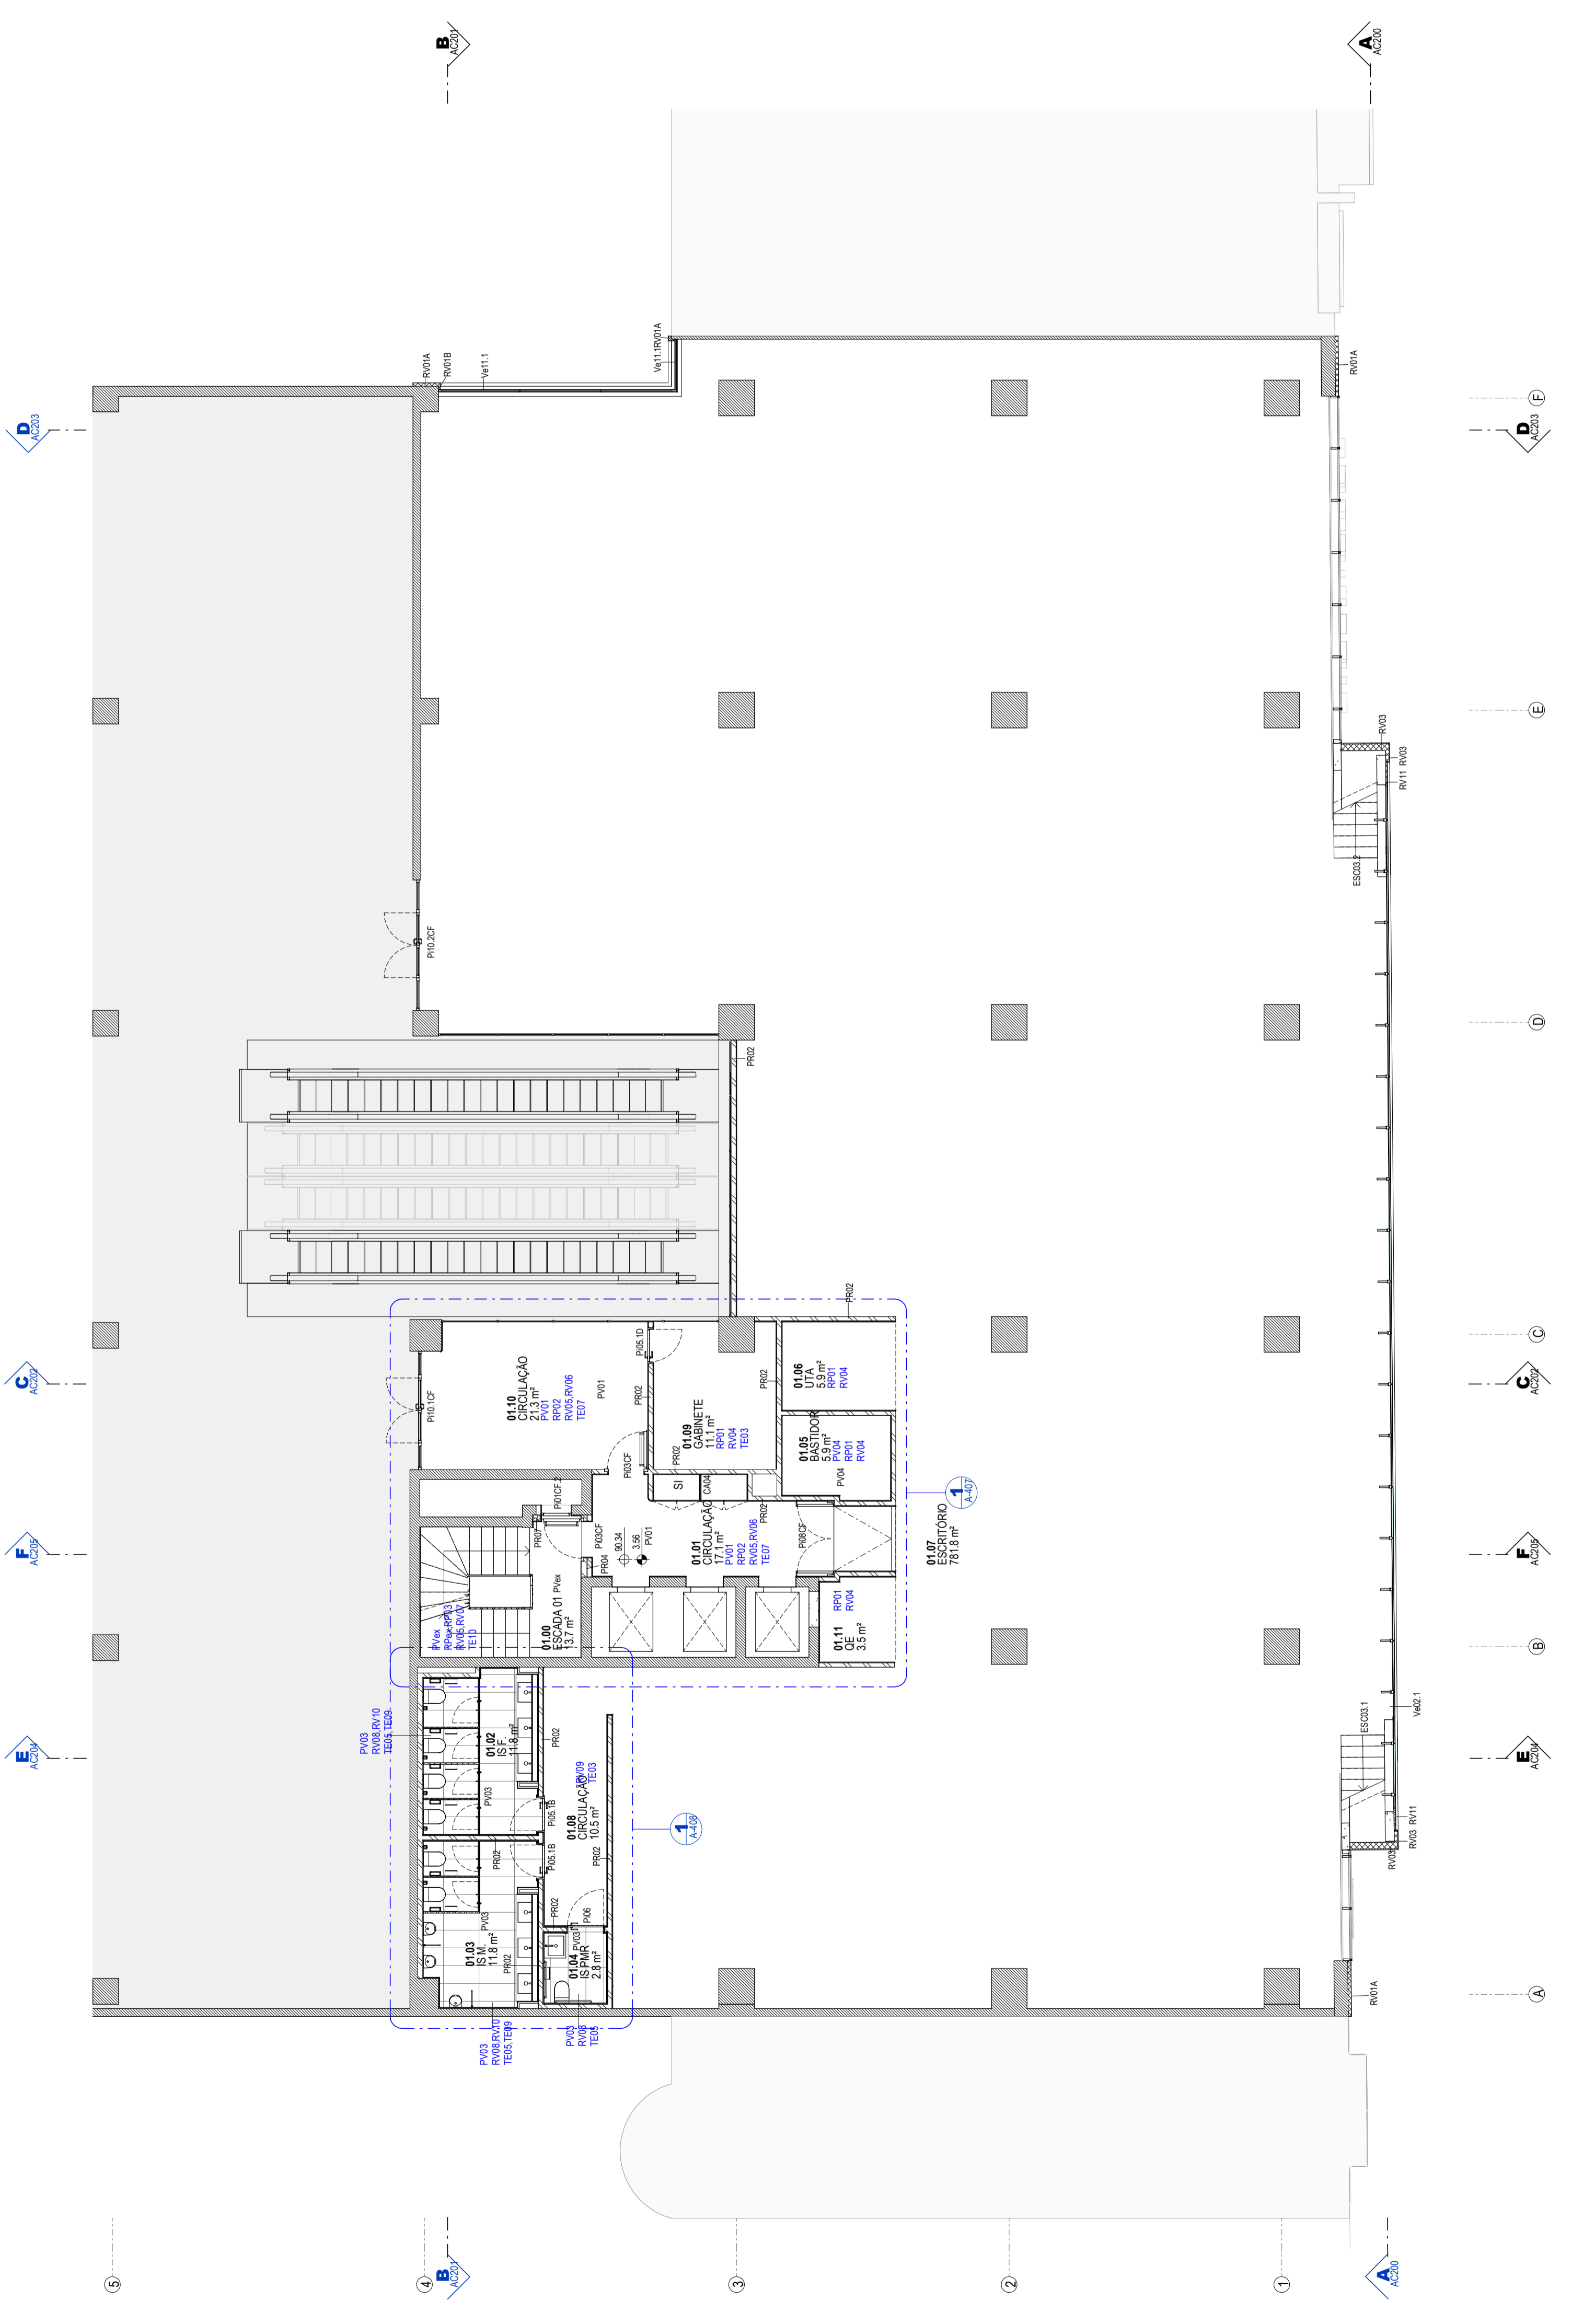 B
AC201
A
AC200
RV01A
RV01B
Ve11.1
Ve11.1RV01A
RV01A
F
D
AC203
D
AC203
E
RV03
RV11 RV03
ESC03.2
Pi10.2CF
D
PR02
PR02
C
C
AC202
C
AC202
Pi10.1CF
01.10
CIRCULAÇÃO
21.3 m²
PV01
RP02
RV05,RV06
TE07
PV01
Pi05.1D
PR02
01.09
GABINETE
11.1 m²
RP01
RV04
TE03
PR02
01.06
UTA
5.9 m²
RP01
RV04
01.05
BASTIDOR
5.9 m²
PV04
RP01
RV04
PV04
PR02
SI
CA04
PR02
Pi03CF
Pi01CF.2
PR07
Pi03CF
PR04
90.34
3.56
PV01
01.01
CIRCULAÇÃO
17.1 m²
PV01
RP02
RV05,RV06
TE07
Pi08CF
1
A-407
01.07
ESCRITÓRIO
781.8 m²
F
AC205
F
AC205
PVex
RPex,RP03
RV05,RV07
TE10
01.00
ESCADA 01
13.7 m²
PVex
01.11
QE
3.5 m²
RP01
RV04
B
E
AC204
E
AC204
PV03
RV08,RV10
TE05,TE09
01.02
IS F.
11.8 m²
PV03
PR02
Pi05.1B
01.08
CIRCULAÇÃO
10.5 m²
RV09
TE03
PR02
Pi05.1B
PR02
PR02
Pi06
1
A-408
01.03
IS M.
11.8 m²
PV03
PR02
01.04
IS PMR
2.8 m²
PV03
PV03
RV08,RV10
TE05,TE09
PV03
RV08
TE05
ESC03.1
Ve02.1
RV03 RV11
RV03
RV01A
A
5
4
B
AC201
3
2
1
A
AC200